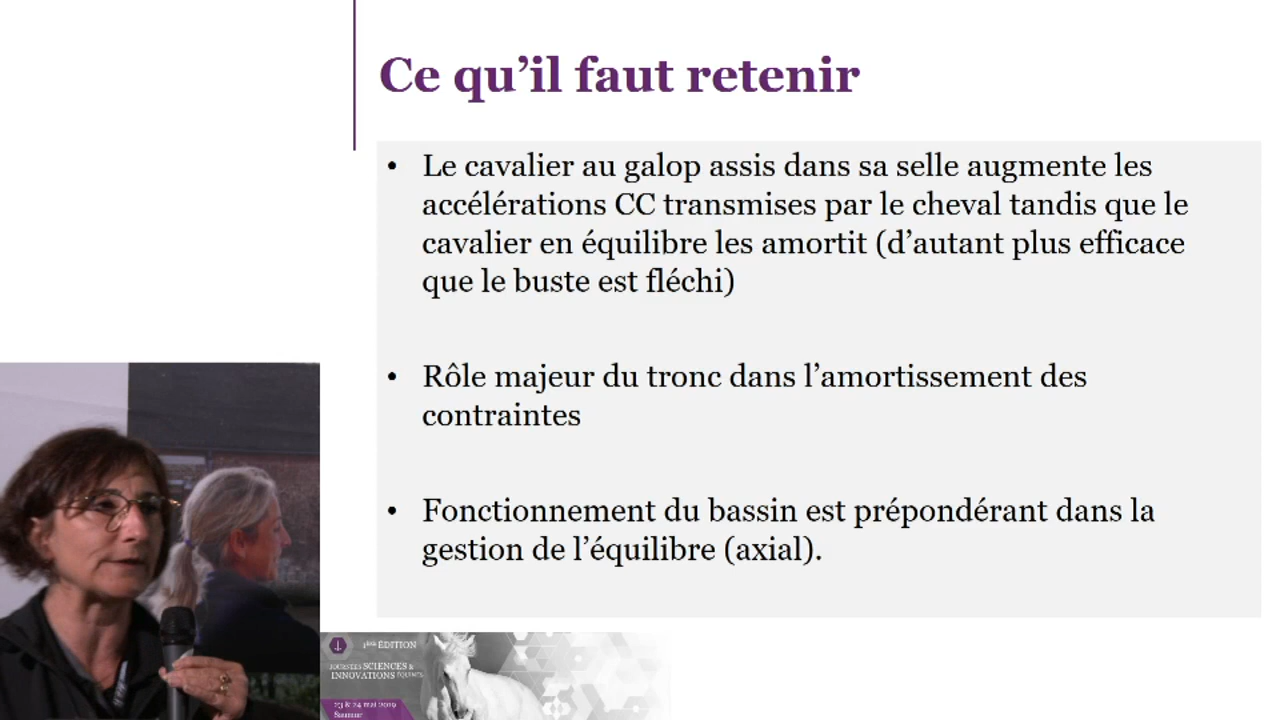 Ce qu’il faut retenir
• Le cavalier au galop assis dans sa selle augmente les
accélérations CC transmises par le cheval tandis que le
cavalier en équilibre les amortit (d’autant plus efficace
que le buste est fléchi)
• Rôle majeur du tronc dans l’amortissement des
contraintes
• Fonctionnement du bassin est prépondérant dans la
gestion de l’équilibre (axial).
1ère ÉDITION
JOURNÉES SCIENCES &
INNOVATIONS ÉQUINES
23 & 24 mai 2019
Saumur